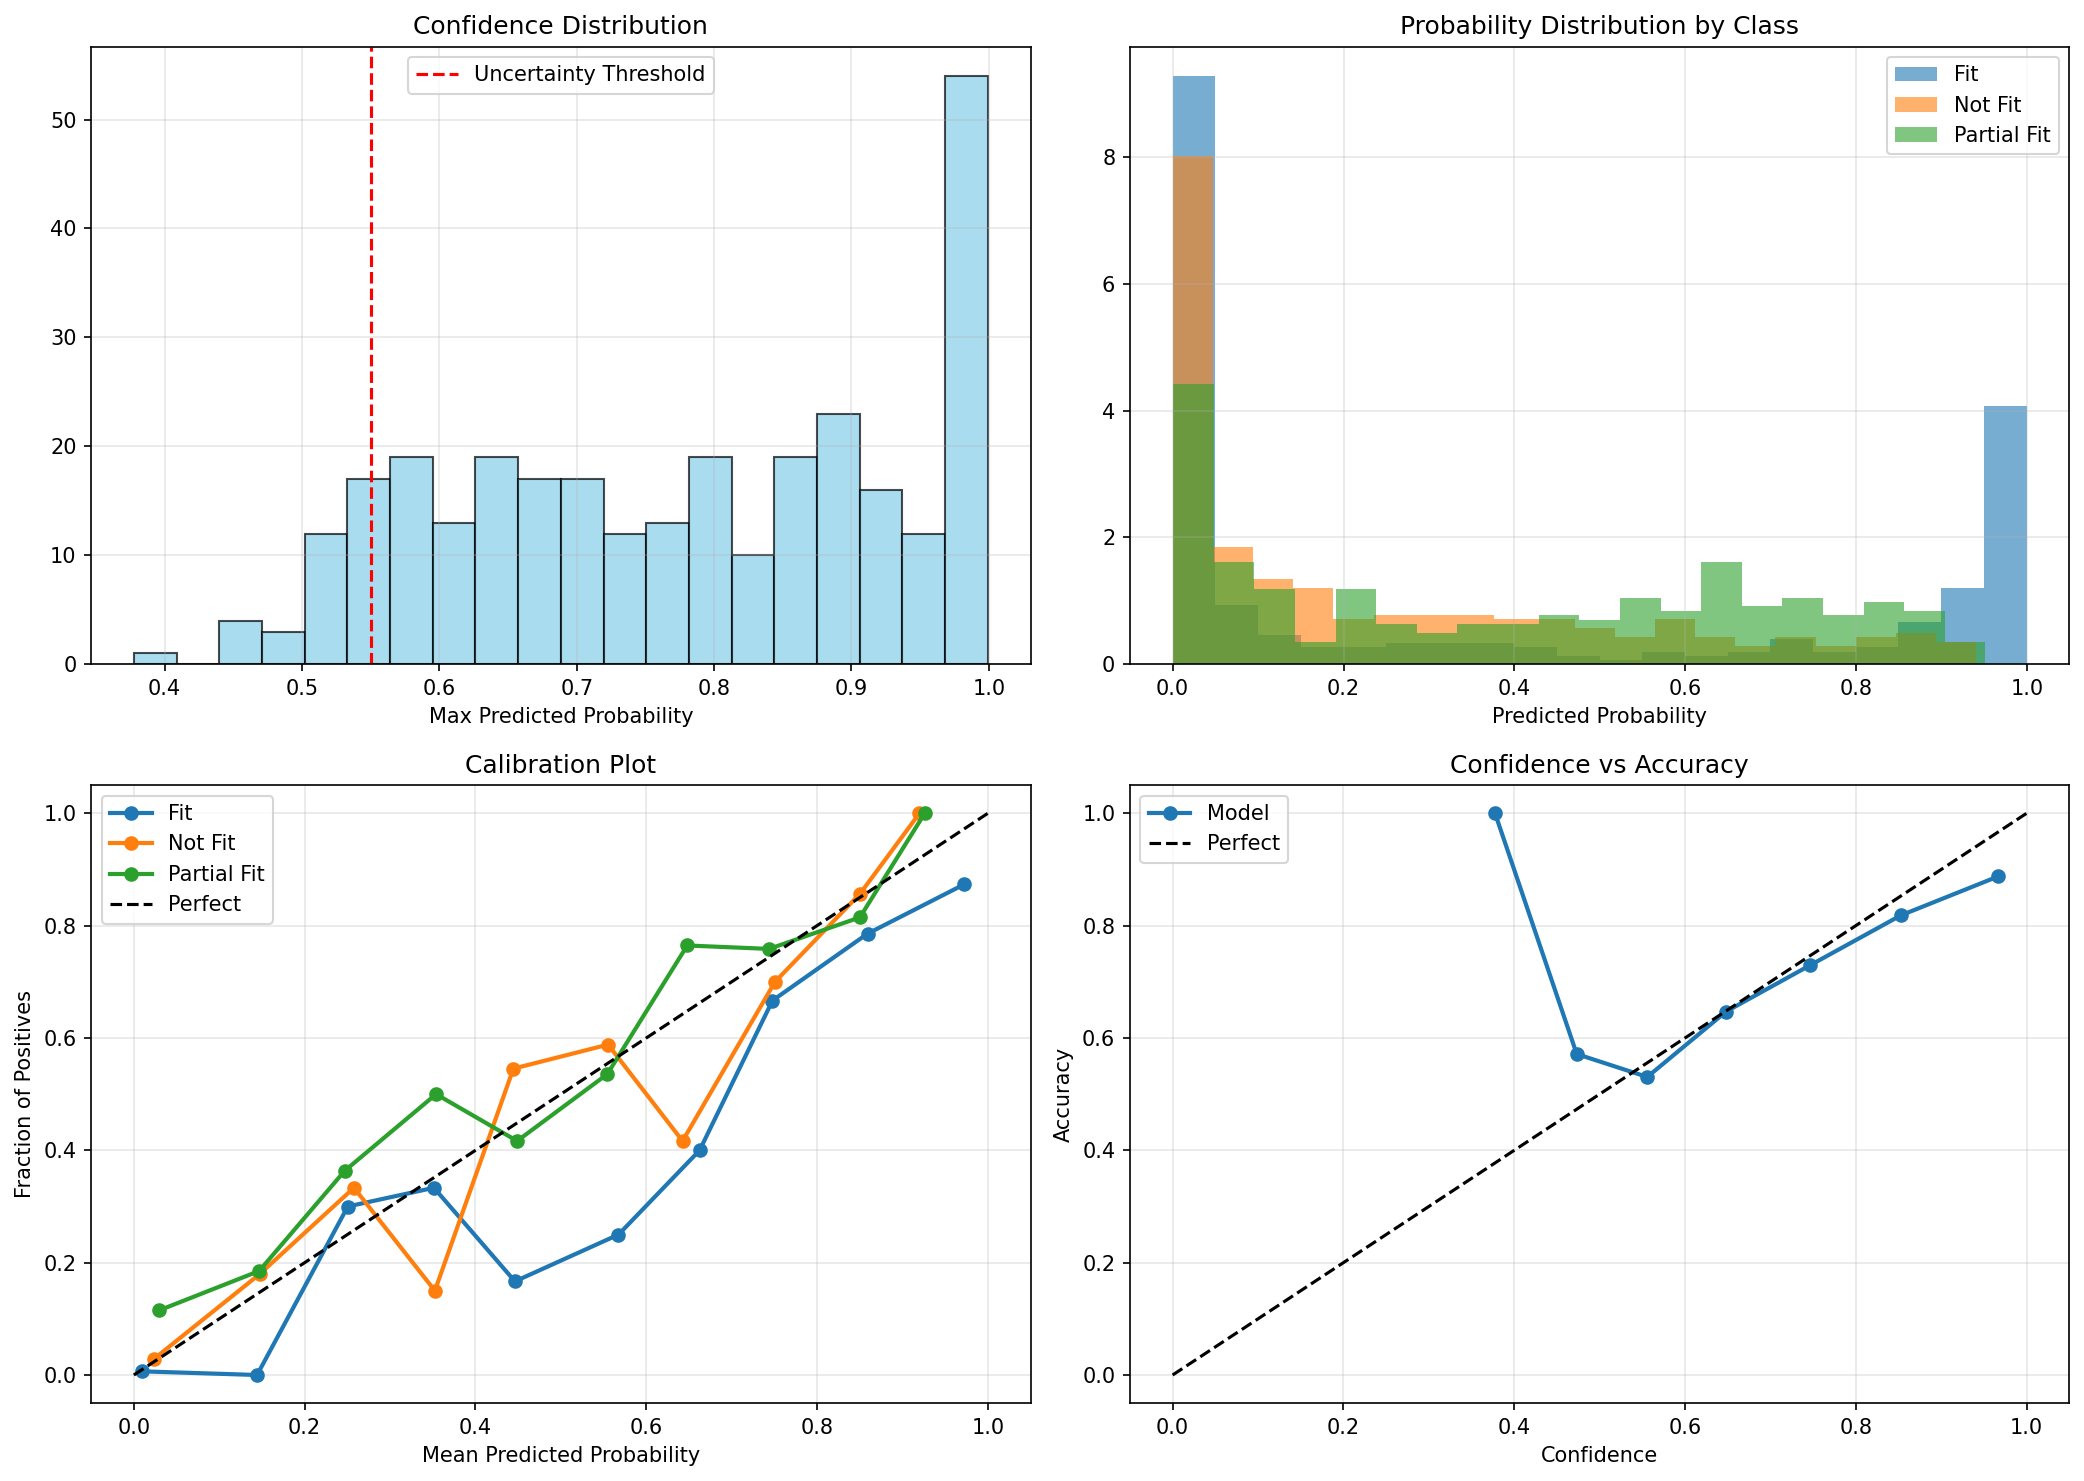 Confidence Distribution
Uncertainty Threshold
50
40
30
20
10
0
0.4 0.5 0.6 0.7 0.8 0.9 1.0
Max Predicted Probability
Probability Distribution by Class
Fit
Not Fit
Partial Fit
8
6
4
2
0
0.0 0.2 0.4 0.6 0.8 1.0
Predicted Probability
Calibration Plot
Fit
Not Fit
Partial Fit
Perfect
Fraction of Positives
1.0
0.8
0.6
0.4
0.2
0.0
0.0 0.2 0.4 0.6 0.8 1.0
Mean Predicted Probability
Confidence vs Accuracy
Model
Perfect
Accuracy
1.0
0.8
0.6
0.4
0.2
0.0
0.0 0.2 0.4 0.6 0.8 1.0
Confidence